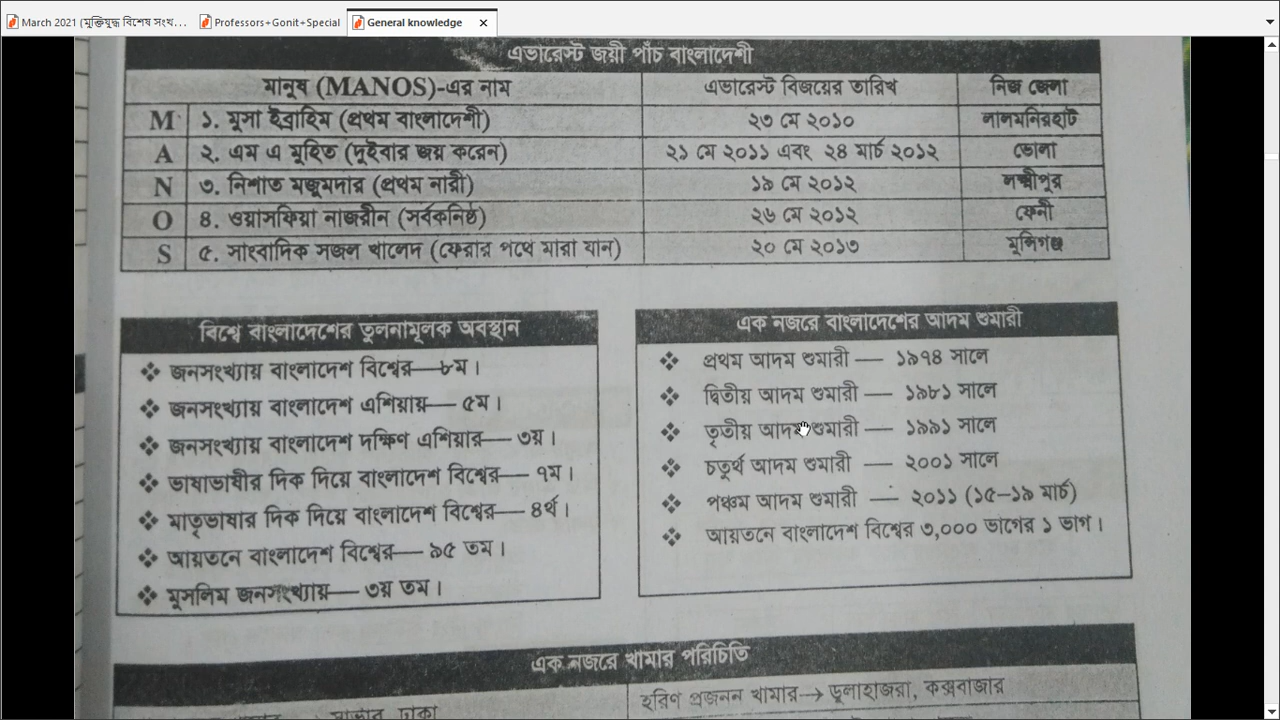 March 2021 (মুক্তিযুদ্ধ বিশেষ সংখ...
Professors+Gonit+Special
General knowledge
এভারেস্ট জয়ী পাঁচ বাংলাদেশী
মানুষ (MANOS)-এর নাম এভারেস্ট বিজয়ের তারিখ নিজ জেলা
M ১. মুসা ইব্রাহিম (প্রথম বাংলাদেশী) ২৩ মে ২০১০ লালমনিরহাট
A ২. এম এ মুহিত (দুইবার জয় করেন) ২১ মে ২০১১ এবং ২৪ মার্চ ২০১২ ভোলা
N ৩. নিশাত মজুমদার (প্রথম নারী) ১৯ মে ২০১২ লক্ষ্মীপুর
O ৪. ওয়াসফিয়া নাজরীন (সর্বকনিষ্ঠ) ২৬ মে ২০১২ ফেনী
S ৫. সাংবাদিক সজল খালেদ (ফেরার পথে মারা যান) ২০ মে ২০১৩ মুন্সিগঞ্জ
বিশ্বে বাংলাদেশের তুলনামূলক অবস্থান
❖ জনসংখ্যায় বাংলাদেশ বিশ্বের—৮ম।
❖ জনসংখ্যায় বাংলাদেশ এশিয়ায়— ৫ম।
❖ জনসংখ্যায় বাংলাদেশ দক্ষিণ এশিয়ার— ৩য়।
❖ ভাষাভাষীর দিক দিয়ে বাংলাদেশ বিশ্বের— ৭ম।
❖ মাতৃভাষার দিক দিয়ে বাংলাদেশ বিশ্বের— ৪র্থ।
❖ আয়তনে বাংলাদেশ বিশ্বের— ৯৫ তম।
❖ মুসলিম জনসংখ্যায়— ৩য় তম।
এক নজরে বাংলাদেশের আদম শুমারী
❖ প্রথম আদম শুমারী — ১৯৭৪ সালে
❖ দ্বিতীয় আদম শুমারী — ১৯৮১ সালে
❖ তৃতীয় আদম শুমারী — ১৯৯১ সালে
❖ চতুর্থ আদম শুমারী — ২০০১ সালে
❖ পঞ্চম আদম শুমারী — ২০১১ (১৫–১৯ মার্চ)
❖ আয়তনে বাংলাদেশ বিশ্বের ৩,০০০ ভাগের ১ ভাগ।
এক নজরে খামার পরিচিতি
হরিণ প্রজনন খামার→ ডুলাহাজরা, কক্সবাজার
সাভার, ঢাকা